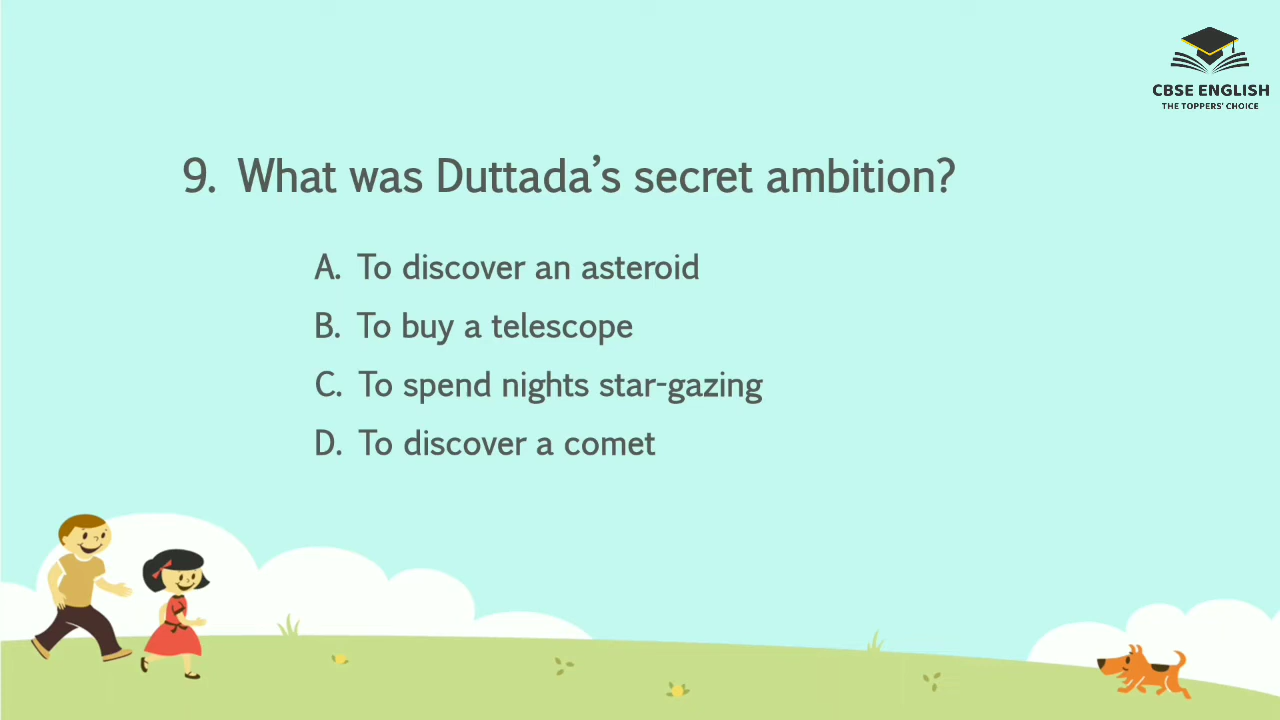 CBSE ENGLISH
THE TOPPERS' CHOICE
9. What was Duttada’s secret ambition?
A. To discover an asteroid
B. To buy a telescope
C. To spend nights star-gazing
D. To discover a comet